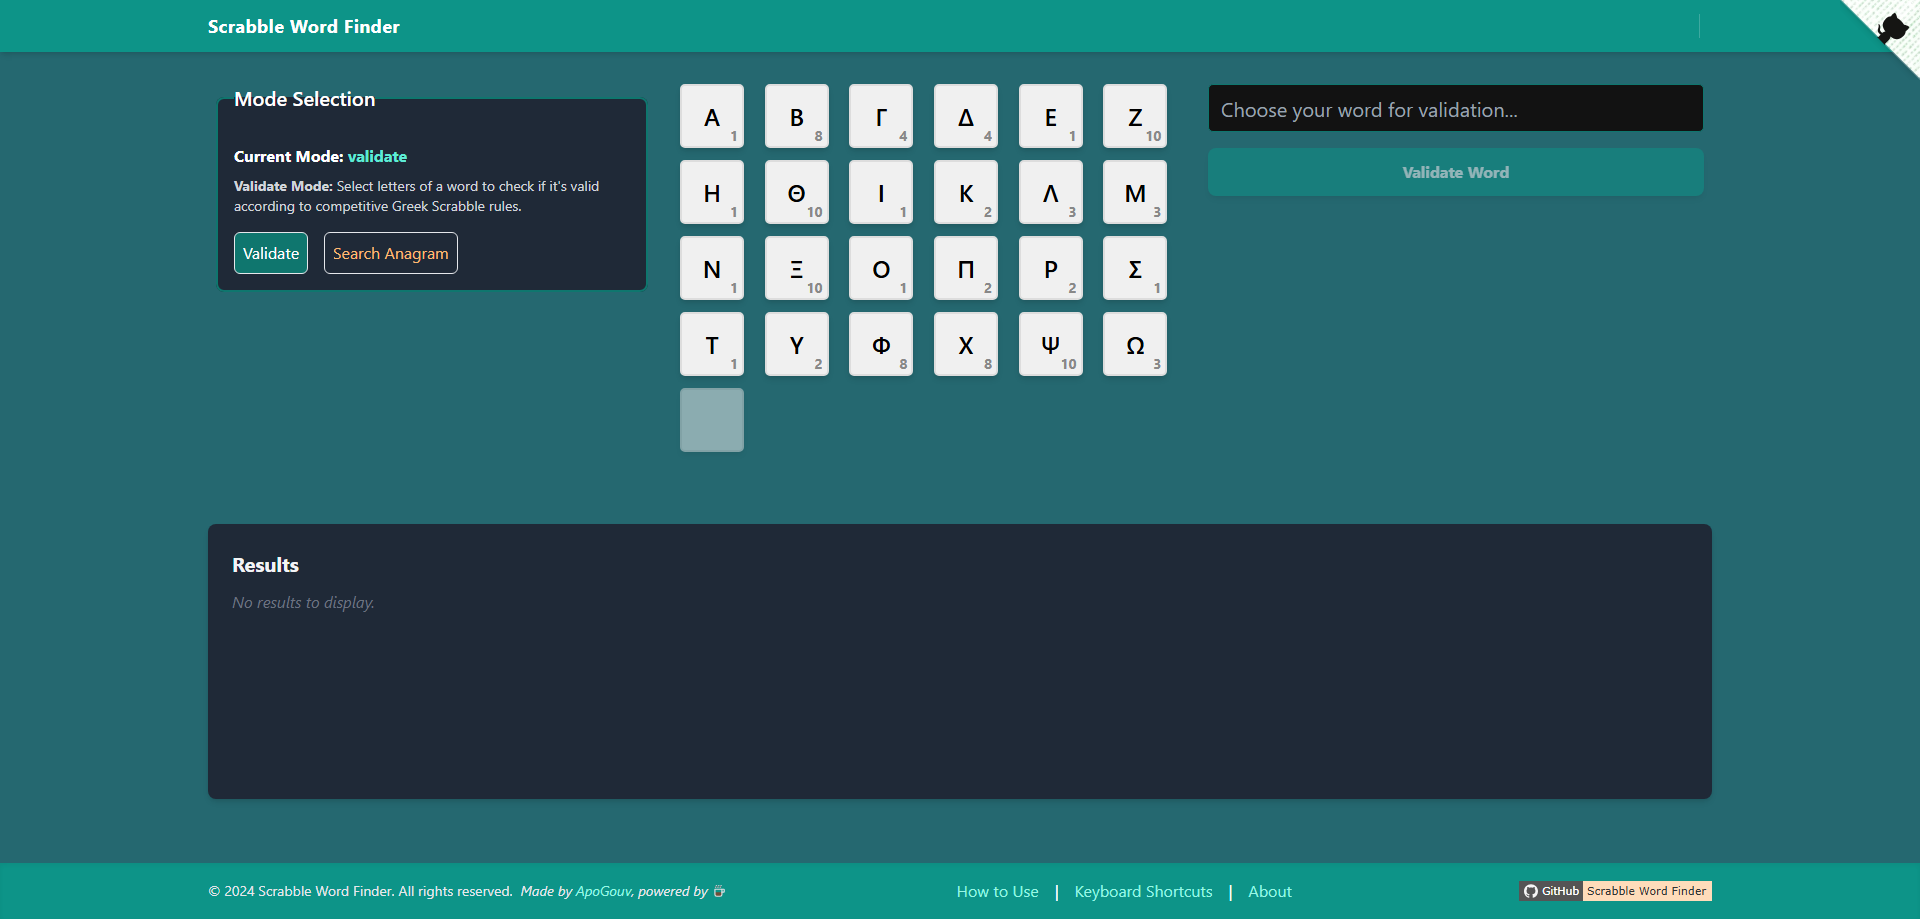 Scrabble Word Finder
Mode Selection
Current Mode: validate
Validate Mode: Select letters of a word to check if it's valid
according to competitive Greek Scrabble rules.
Validate
Search Anagram
Α 1
Β 8
Γ 4
Δ 4
Ε 1
Ζ 10
Η 1
Θ 10
Ι 1
Κ 2
Λ 3
Μ 3
Ν 1
Ξ 10
Ο 1
Π 2
Ρ 2
Σ 1
Τ 1
Υ 2
Φ 8
Χ 8
Ψ 10
Ω 3
Choose your word for validation...
Validate Word
Results
No results to display.
© 2024 Scrabble Word Finder. All rights reserved. Made by ApoGouv, powered by
How to Use | Keyboard Shortcuts | About
GitHub Scrabble Word Finder